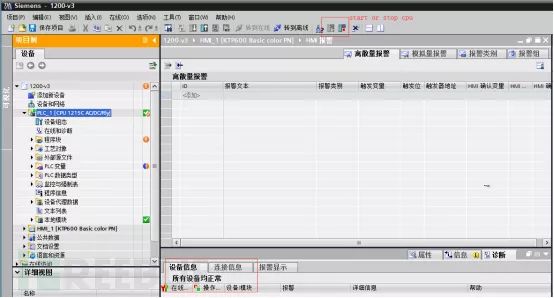 Siemens - 1200-v3
项目(P) 编辑(E) 视图(V) 插入(I) 在线(O) 选项(N) 工具(T) 窗口(W) 帮助(H)
保存项目 转到在线 转到离线
start or stop cpu
项目树
1200-v3 › HMI_1 [KTP600 Basic color PN] › HMI 报警
设备
离散量报警 模拟量报警 报警类别 报警组
离散量报警
ID 报警文本 报警类别 触发变量 触发位 触发器地址 HMI 确认变量 HMI ... HMI 确
<添加>
1200-v3
添加新设备
设备和网络
PLC_1 [CPU 1215C AC/DC/Rly]
设备组态
在线和诊断
程序块
工艺对象
外部源文件
PLC 变量
PLC 数据类型
监控与强制表
程序信息
设备代理数据
文本列表
本地模块
HMI_1 [KTP600 Basic color PN]
公共数据
文档设置
语言和资源
在线访问
详细视图
属性 信息 诊断
设备信息 连接信息 报警显示
所有设备均正常
在线... 操作... 设备/模块 报警 详细信息 帮助